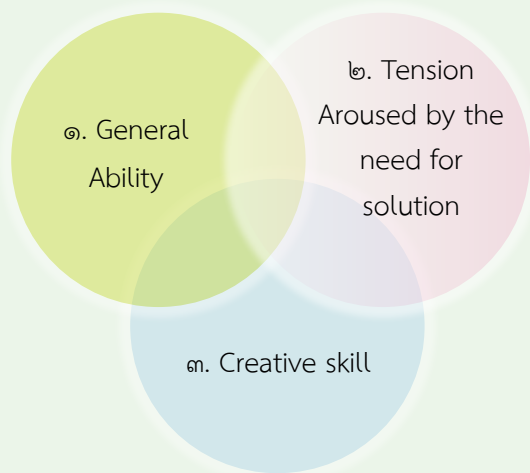 ๑. General
Ability
๒. Tension
Aroused by the
need for
solution
๓. Creative skill